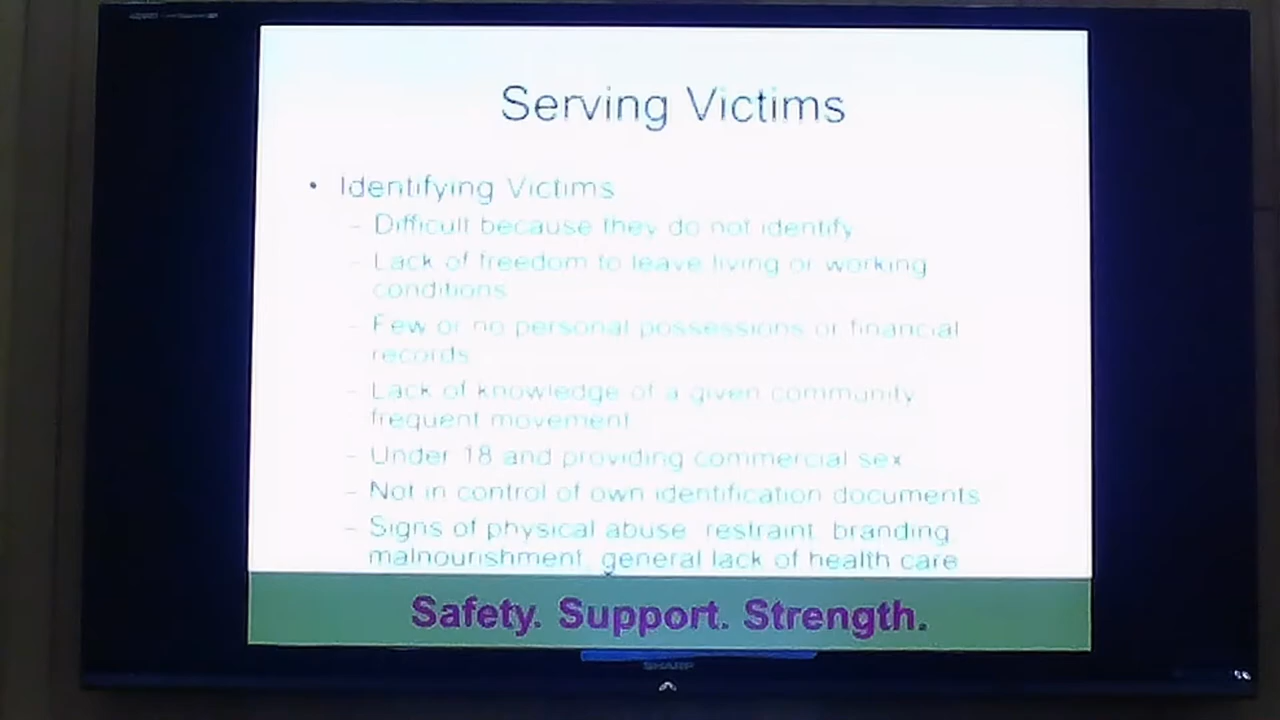 Serving Victims
• Identifying Victims
– Difficult because they do not identify
– Lack of freedom to leave living or working
conditions
– Few or no personal possessions or financial
records
– Lack of knowledge of a given community,
frequent movement
– Under 18 and providing commercial sex
– Not in control of own identification documents
– Signs of physical abuse, restraint, branding,
malnourishment, general lack of health care
Safety. Support. Strength.
SHARP